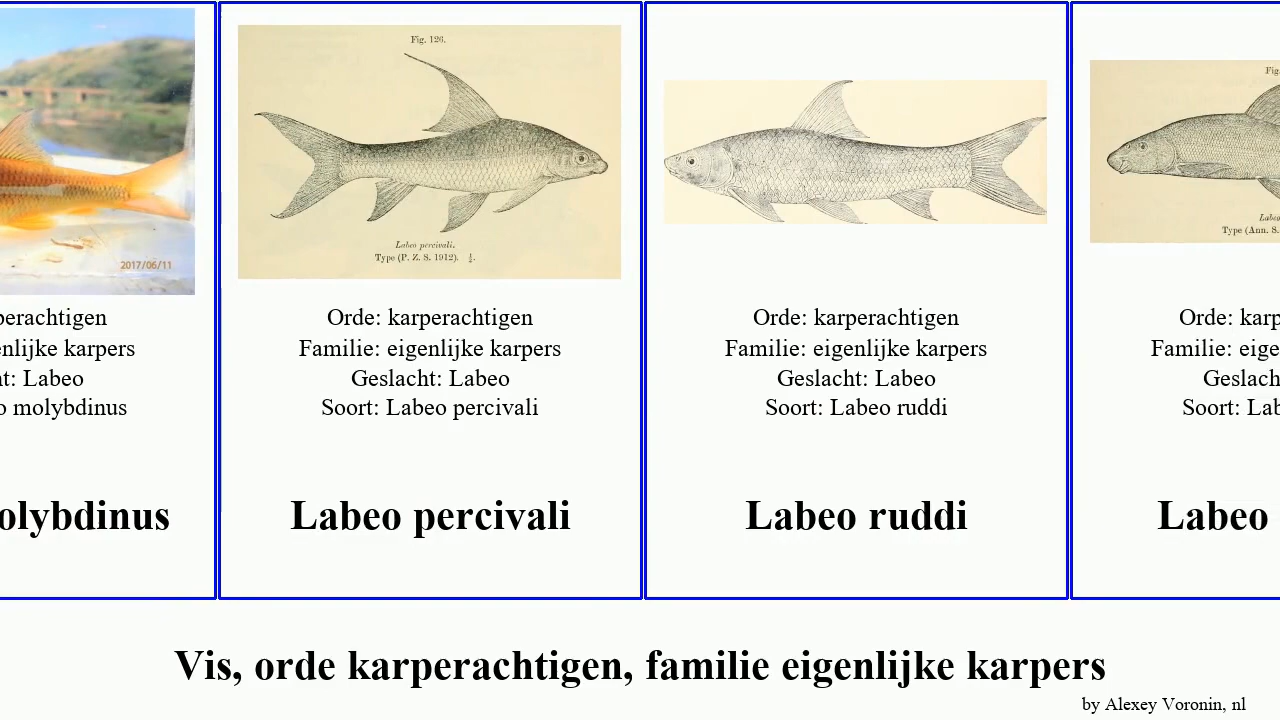 2017/06/11
perachtigen
enlijke karpers
t: Labeo
o molybdinus
olybdinus
Fig. 126.
Labeo percivali.
Type (P. Z. S. 1912). ½.
Orde: karperachtigen
Familie: eigenlijke karpers
Geslacht: Labeo
Soort: Labeo percivali
Labeo percivali
Orde: karperachtigen
Familie: eigenlijke karpers
Geslacht: Labeo
Soort: Labeo ruddi
Labeo ruddi
Fig.
Labeo
Type (Ann. S.
Orde: karp
Familie: eige
Geslach
Soort: Lab
Labeo
Vis, orde karperachtigen, familie eigenlijke karpers
by Alexey Voronin, nl